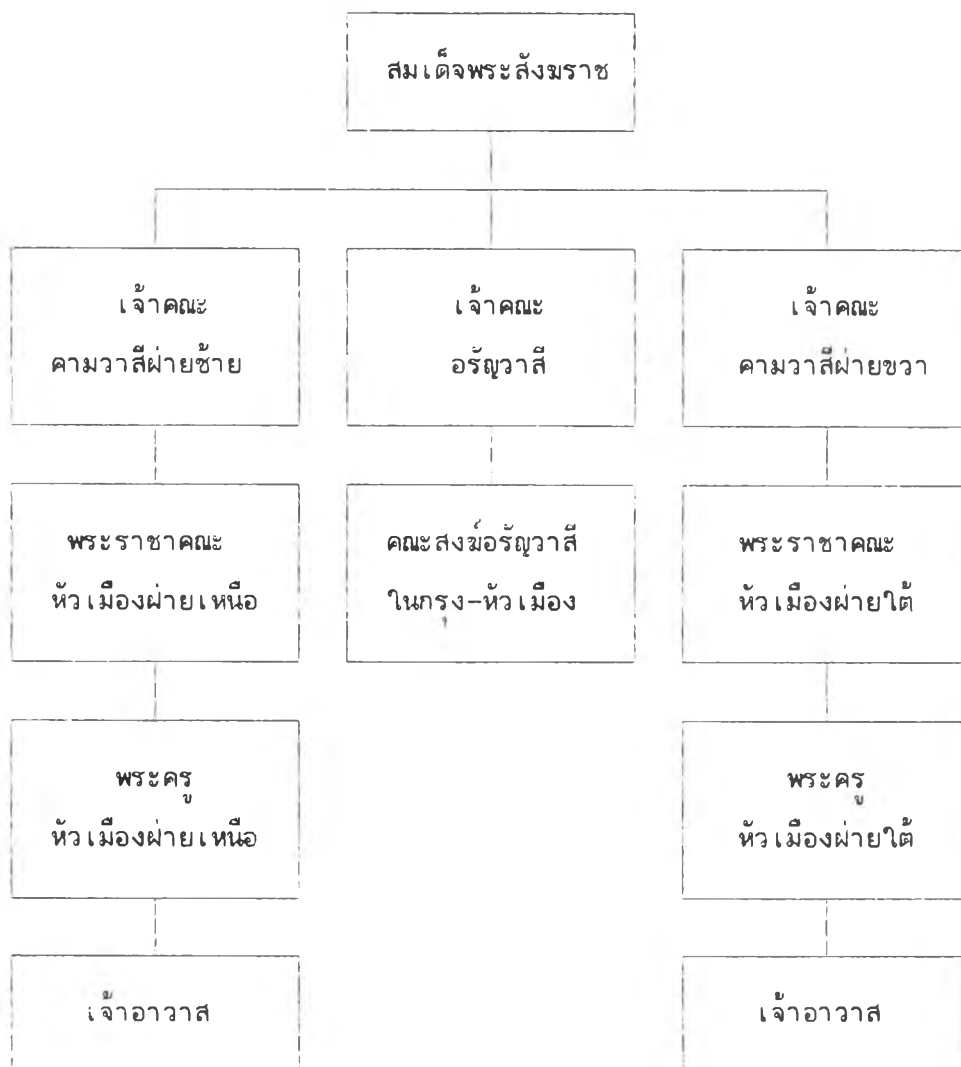 สมเด็จพระสังฆราช
เจ้าคณะ
คามวาสีฝ่ายซ้าย
เจ้าคณะ
อรัญวาสี
เจ้าคณะ
คามวาสีฝ่ายขวา
พระราชาคณะ
หัวเมืองฝ่ายเหนือ
คณะสงฆ์อรัญวาสี
ในกรุง-หัวเมือง
พระราชาคณะ
หัวเมืองฝ่ายใต้
พระครู
หัวเมืองฝ่ายเหนือ
พระครู
หัวเมืองฝ่ายใต้
เจ้าอาวาส
เจ้าอาวาส